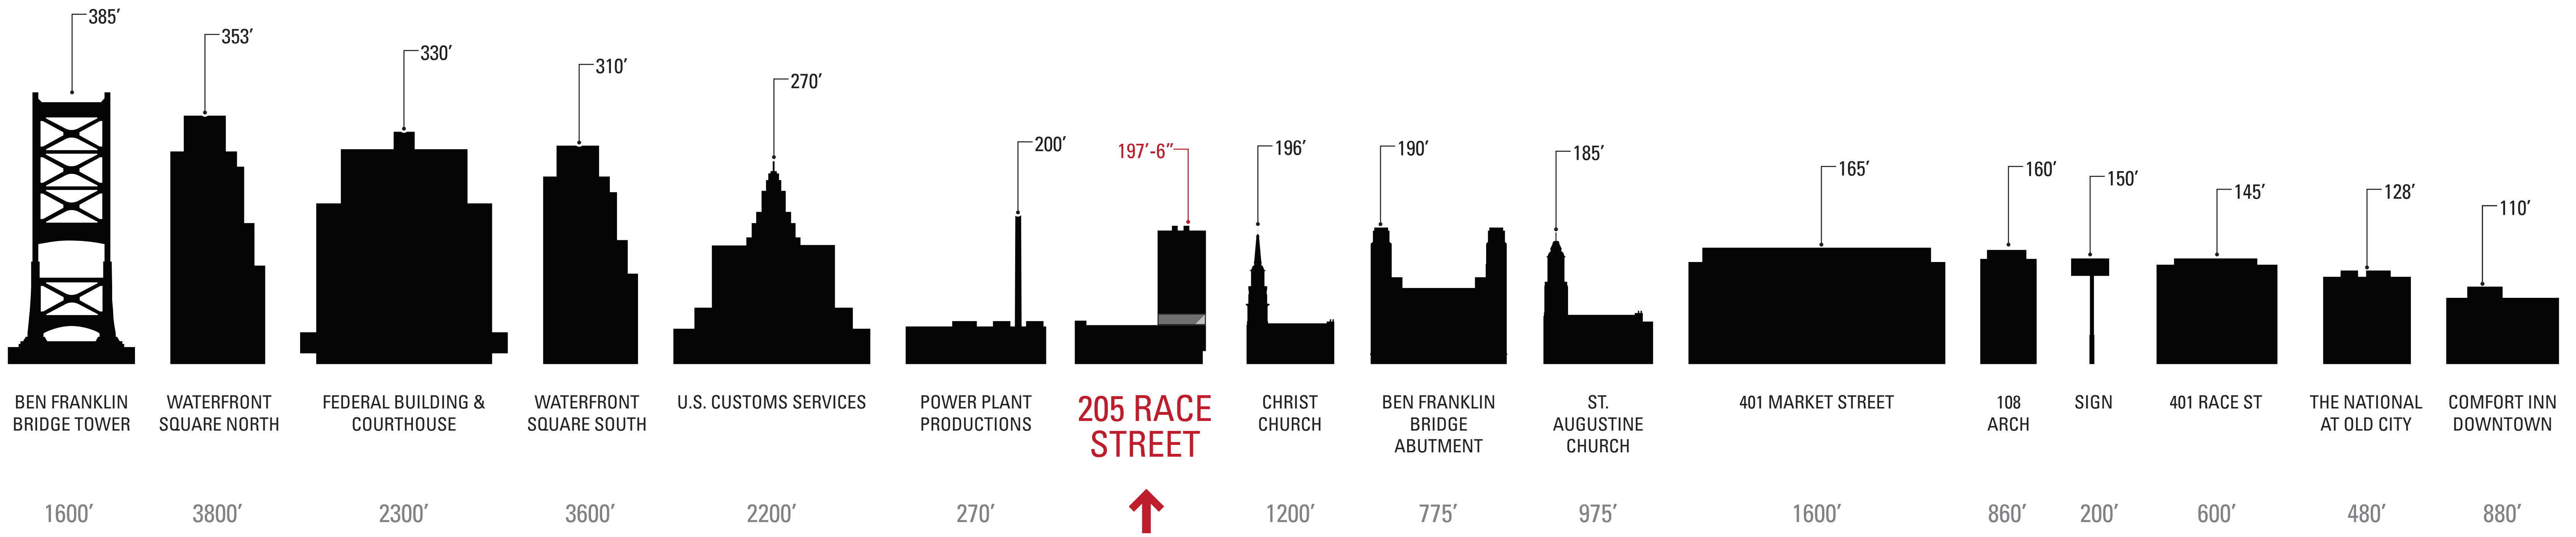 385’
353’
330’
310’
270’
200’
197’-6”
196’
190’
185’
165’
160’
150’
145’
128’
110’
BEN FRANKLIN
BRIDGE TOWER
WATERFRONT
SQUARE NORTH
FEDERAL BUILDING &
COURTHOUSE
WATERFRONT
SQUARE SOUTH
U.S. CUSTOMS SERVICES
POWER PLANT
PRODUCTIONS
205 RACE
STREET
CHRIST
CHURCH
BEN FRANKLIN
BRIDGE
ABUTMENT
ST.
AUGUSTINE
CHURCH
401 MARKET STREET
108
ARCH
SIGN
401 RACE ST
THE NATIONAL
AT OLD CITY
COMFORT INN
DOWNTOWN
1600’
3800’
2300’
3600’
2200’
270’
1200’
775’
975’
1600’
860’
200’
600’
480’
880’